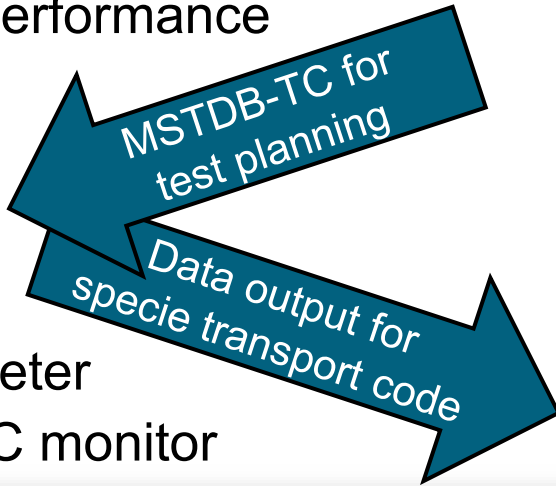 erformance
MSTDB-TC for
test planning
Data output for
specie transport code
eter
C monitor